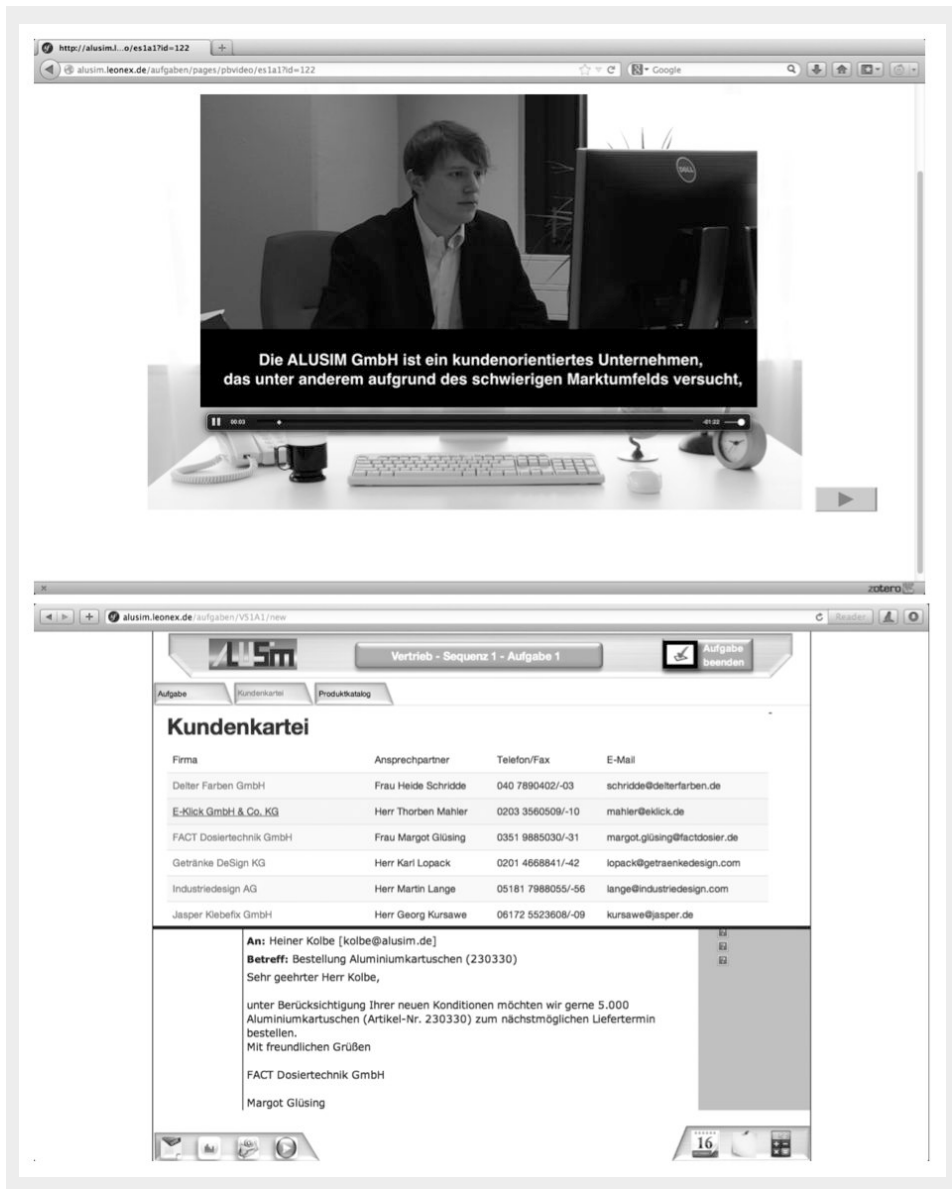 http://alusim.l...o/es1a1?id=122
alusim.leonex.de/aufgaben/pages/pbvideo/es1a1?id=122
Google
DELL
Die ALUSIM GmbH ist ein kundenorientiertes Unternehmen,
das unter anderem aufgrund des schwierigen Marktumfelds versucht,
00:03
-01:22
zotero
alusim.leonex.de/aufgaben/VS1A1/new
Reader
ALUSim
Vertrieb - Sequenz 1 - Aufgabe 1
Aufgabe
beenden
Aufgabe
Kundenkartei
Produktkatalog
Kundenkartei
Firma Ansprechpartner Telefon/Fax E-Mail
Delter Farben GmbH Frau Heide Schridde 040 7890402/-03 schridde@delterfarben.de
E-Klick GmbH & Co. KG Herr Thorben Mahler 0203 3560509/-10 mahler@eklick.de
FACT Dosiertechnik GmbH Frau Margot Glüsing 0351 9885030/-31 margot.glüsing@factdosier.de
Getränke DeSign KG Herr Karl Lopack 0201 4668841/-42 lopack@getraenkedesign.com
Industriedesign AG Herr Martin Lange 05181 7988055/-56 lange@industriedesign.com
Jasper Klebefix GmbH Herr Georg Kursawe 06172 5523608/-09 kursawe@jasper.de
An: Heiner Kolbe [kolbe@alusim.de]
Betreff: Bestellung Aluminiumkartuschen (230330)
Sehr geehrter Herr Kolbe,
unter Berücksichtigung Ihrer neuen Konditionen möchten wir gerne 5.000
Aluminiumkartuschen (Artikel-Nr. 230330) zum nächstmöglichen Liefertermin
bestellen.
Mit freundlichen Grüßen
FACT Dosiertechnik GmbH
Margot Glüsing
16